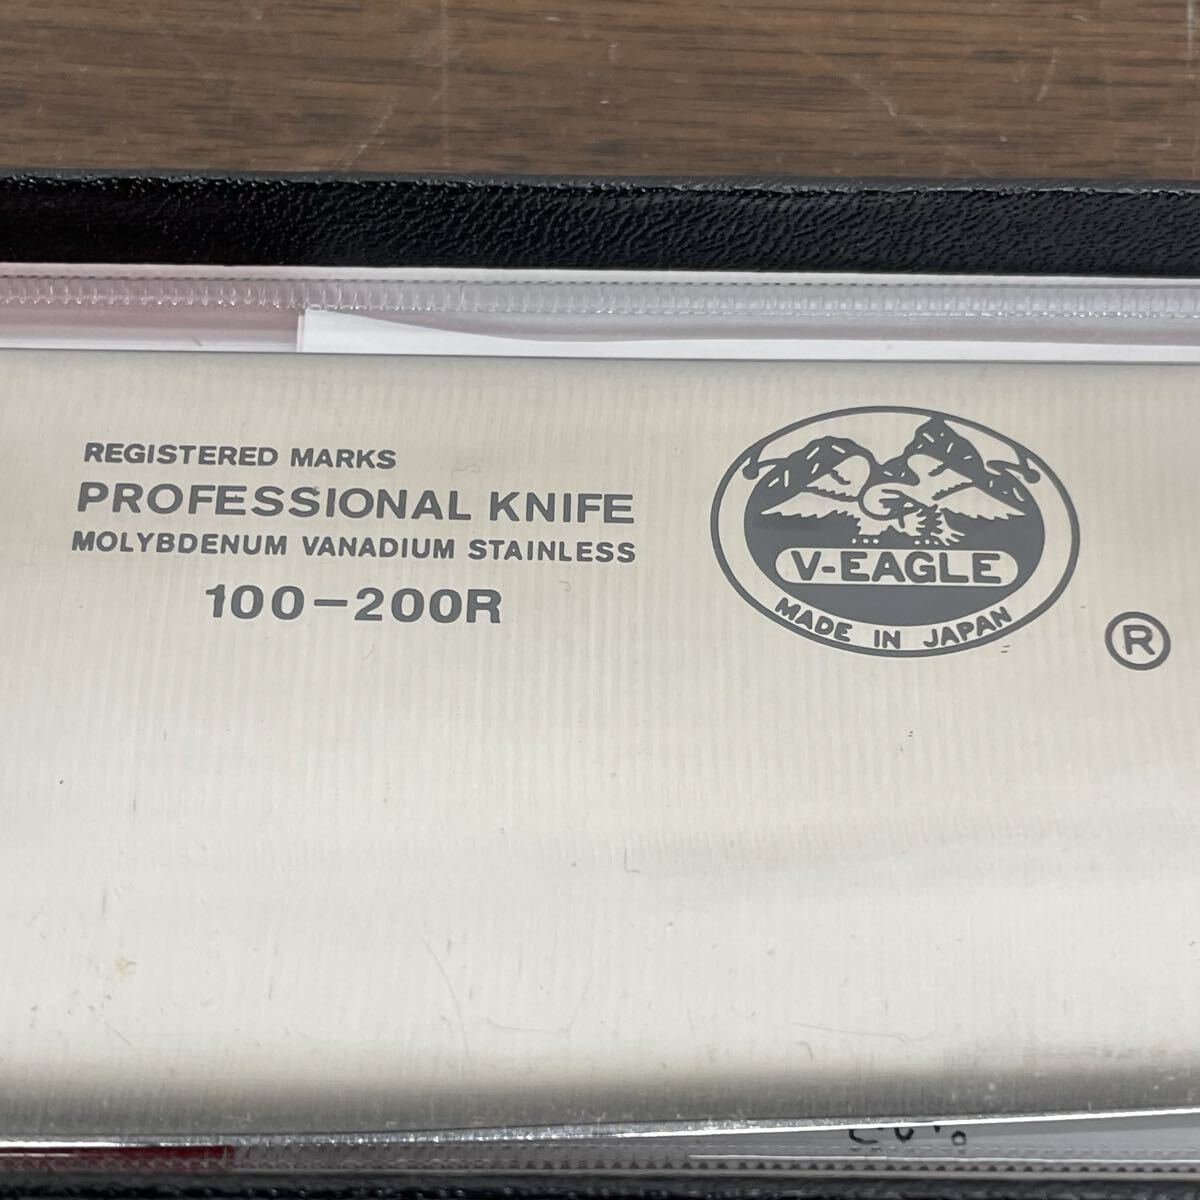 REGISTERED MARKS
PROFESSIONAL KNIFE
MOLYBDENUM VANADIUM STAINLESS
100-200R
V-EAGLE
MADE IN JAPAN
®